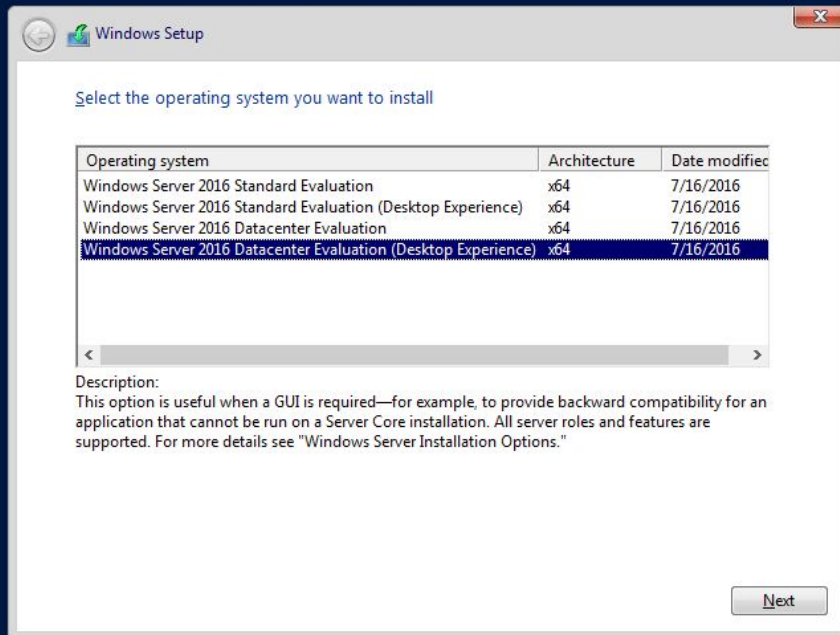 Windows Setup
Select the operating system you want to install
Operating system Architecture Date modified
Windows Server 2016 Standard Evaluation x64 7/16/2016
Windows Server 2016 Standard Evaluation (Desktop Experience) x64 7/16/2016
Windows Server 2016 Datacenter Evaluation x64 7/16/2016
Windows Server 2016 Datacenter Evaluation (Desktop Experience) x64 7/16/2016
Description:
This option is useful when a GUI is required—for example, to provide backward compatibility for an
application that cannot be run on a Server Core installation. All server roles and features are
supported. For more details see "Windows Server Installation Options."
Next